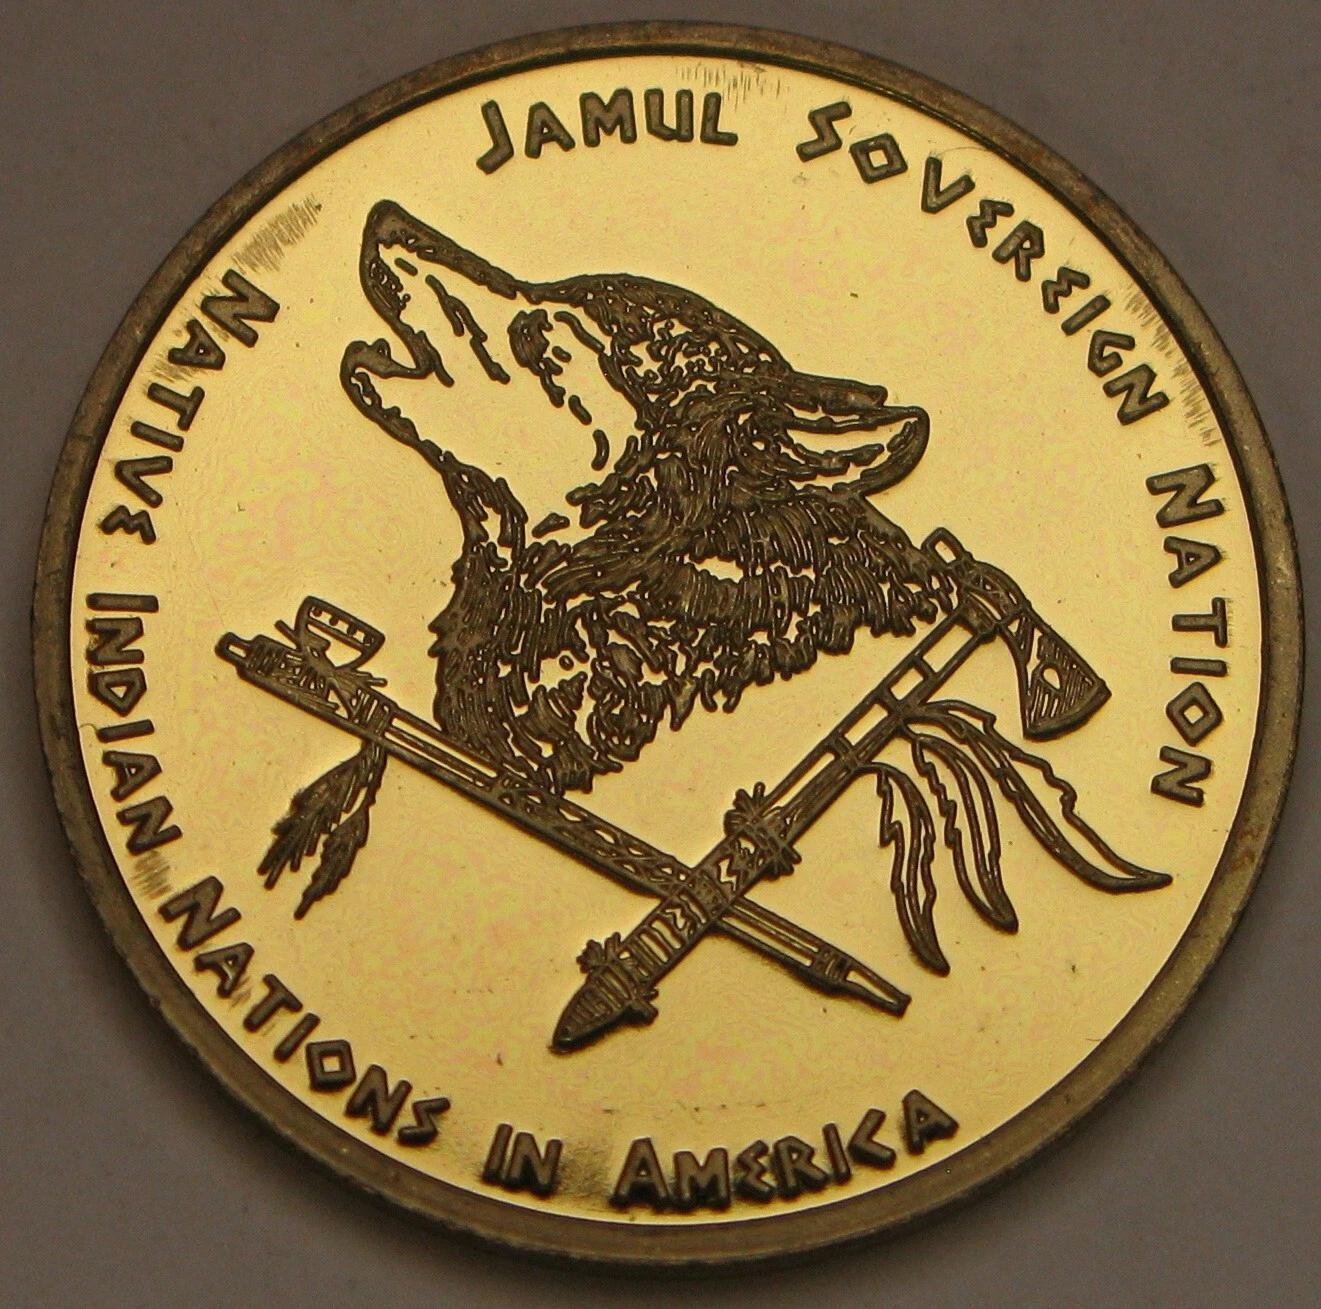 JAMUL SOVEREIGN NATION
NATIVE INDIAN NATIONS IN AMERICA